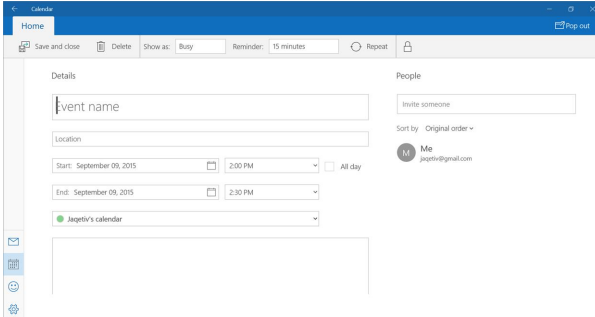 Calendar
Home
Pop out
Save and close Delete Show as: Busy Reminder: 15 minutes Repeat
Details
People
Event name
Invite someone
Location
Sort by Original order
Start: September 09, 2015 2:00 PM All day
M Me
jaqetiv@gmail.com
End: September 09, 2015 2:30 PM
Jaqetiv's calendar